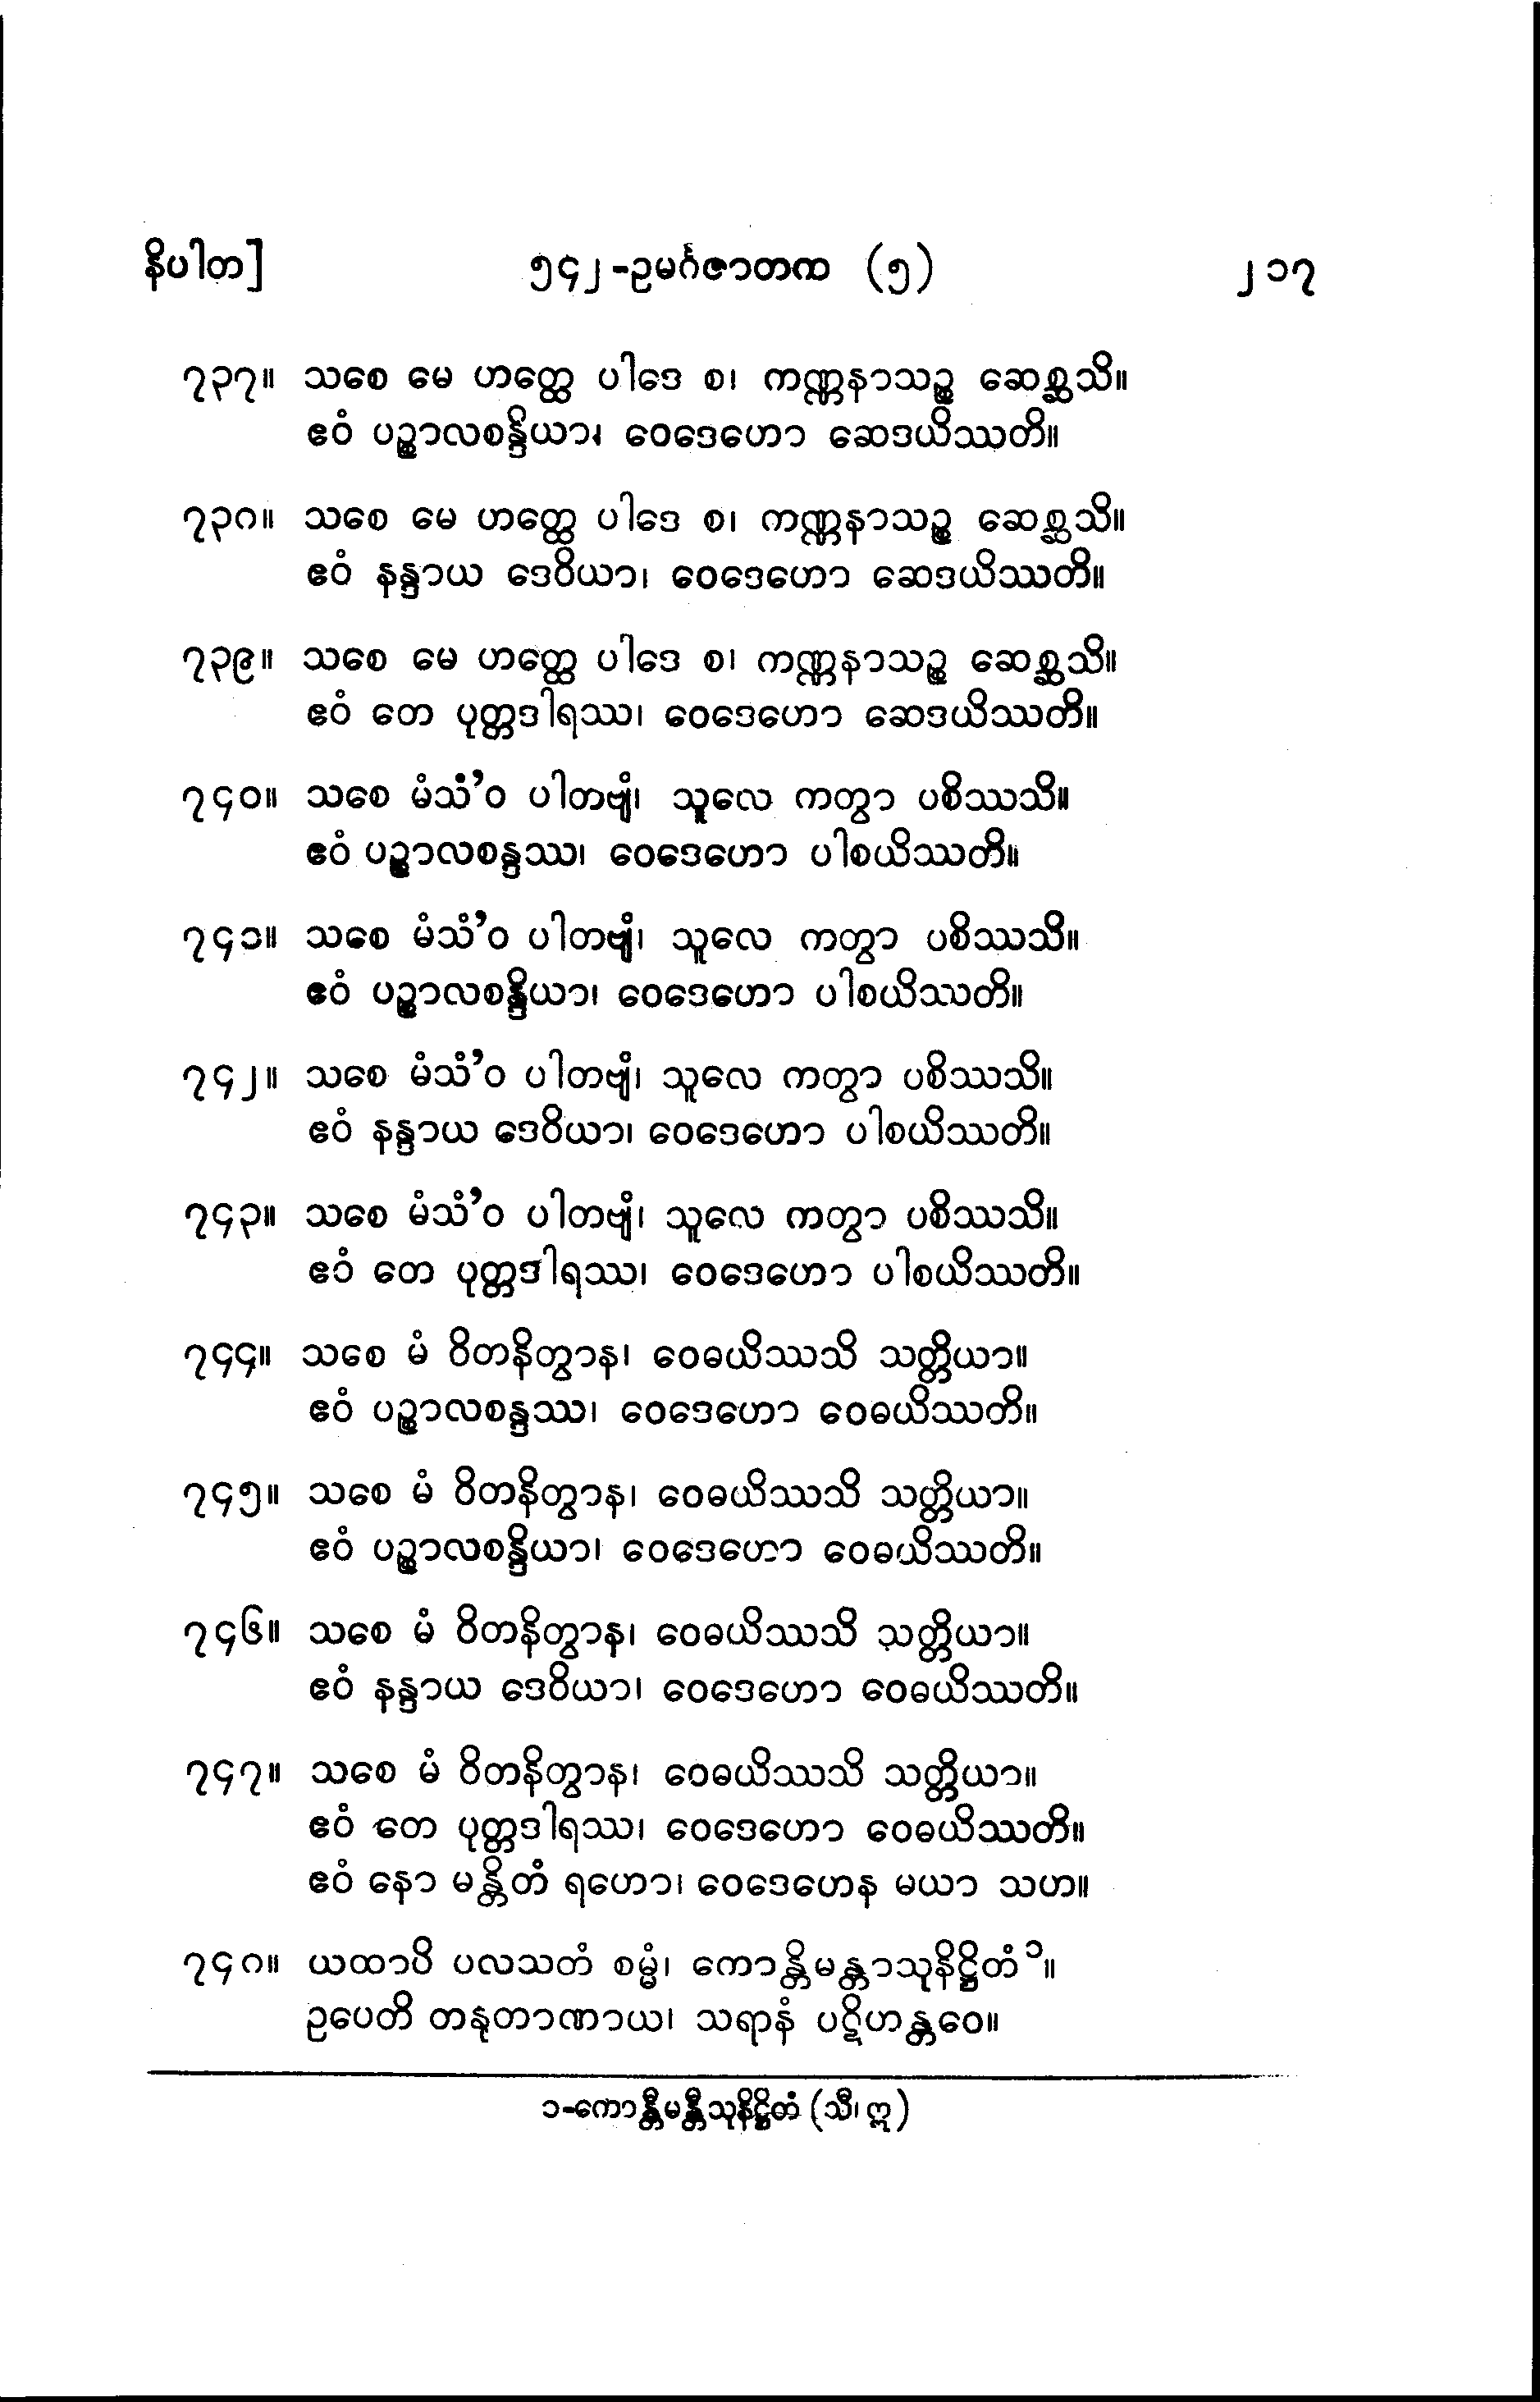 နိပါတ]	၅၄၂-ဥမင်္ဂဇာတက (၅)	၂၁၇
၇၃၇။ သစေ မေ ဟတ္ထေ ပါဒေ စ၊ ကဏ္ဏနာသဉ္စ ဆေစ္ဆသိ။
ဧဝံ ပဉ္စာလစန္ဒိယာ၊ ဝေဒေဟော ဆေဒယိဿတိ။
၇၃၈။ သစေ မေ ဟတ္ထေ ပါဒေ စ၊ ကဏ္ဏနာသဉ္စ ဆေစ္ဆသိ။
ဧဝံ နန္ဒာယ ဒေဝိယာ၊ ဝေဒေဟော ဆေဒယိဿတိ။
၇၃၉။ သစေ မေ ဟတ္ထေ ပါဒေ စ၊ ကဏ္ဏနာသဉ္စ ဆေစ္ဆသိ။
ဧဝံ တေ ပုတ္တဒါရဿ၊ ဝေဒေဟော ဆေဒယိဿတိ။
၇၄၀။ သစေ မံသံ’ဝ ပါတဗျံ၊ သူလေ ကတွာ ပစိဿသိ။
ဧဝံ ပဉ္စာလစန္ဒဿ၊ ဝေဒေဟော ပါစယိဿတိ။
၇၄၁။ သစေ မံသံ’ဝ ပါတဗျံ၊ သူလေ ကတွာ ပစိဿသိ။
ဧဝံ ပဉ္စာလစန္ဒိယာ၊ ဝေဒေဟော ပါစယိဿတိ။
၇၄၂။ သစေ မံသံ’ဝ ပါတဗျံ၊ သူလေ ကတွာ ပစိဿသိ။
ဧဝံ နန္ဒာယ ဒေဝိယာ၊ ဝေဒေဟော ပါစယိဿတိ။
၇၄၃။ သစေ မံသံ’ဝ ပါတဗျံ၊ သူလေ ကတွာ ပစိဿသိ။
ဧဝံ တေ ပုတ္တဒါရဿ၊ ဝေဒေဟော ပါစယိဿတိ။
၇၄၄။ သစေ မံ ဝိတနိတွာန၊ ဝေဓယိဿသိ သတ္တိယာ။
ဧဝံ ပဉ္စာလစန္ဒဿ၊ ဝေဒေဟော ဝေဓယိဿတိ။
၇၄၅။ သစေ မံ ဝိတနိတွာန၊ ဝေဓယိဿသိ သတ္တိယာ။
ဧဝံ ပဉ္စာလစန္ဒိယာ၊ ဝေဒေဟော ဝေဓယိဿတိ။
၇၄၆။ သစေ မံ ဝိတနိတွာန၊ ဝေဓယိဿသိ သတ္တိယာ။
ဧဝံ နန္ဒာယ ဒေဝိယာ၊ ဝေဒေဟော ဝေဓယိဿတိ။
၇၄၇။ သစေ မံ ဝိတနိတွာန၊ ဝေဓယိဿသိ သတ္တိယာ။
ဧဝံ တေ ပုတ္တဒါရဿ၊ ဝေဒေဟော ဝေဓယိဿတိ။
ဧဝံ နော မန္တိတံ ရဟော၊ ဝေဒေဟေန မယာ သဟ။
၇၄၈။ ယထာပိ ပလသတံ စမ္မံ၊ ကောန္တိမန္တာသုနိဋ္ဌိတံ ၁။
ဥပေတိ တနုတာဏာယ၊ သရာနံ ပဋိဟန္တဝေ။
၁-ကောန္တီမန္တီသုနိဋ္ဌိတံ (သီ၊ ဣ)